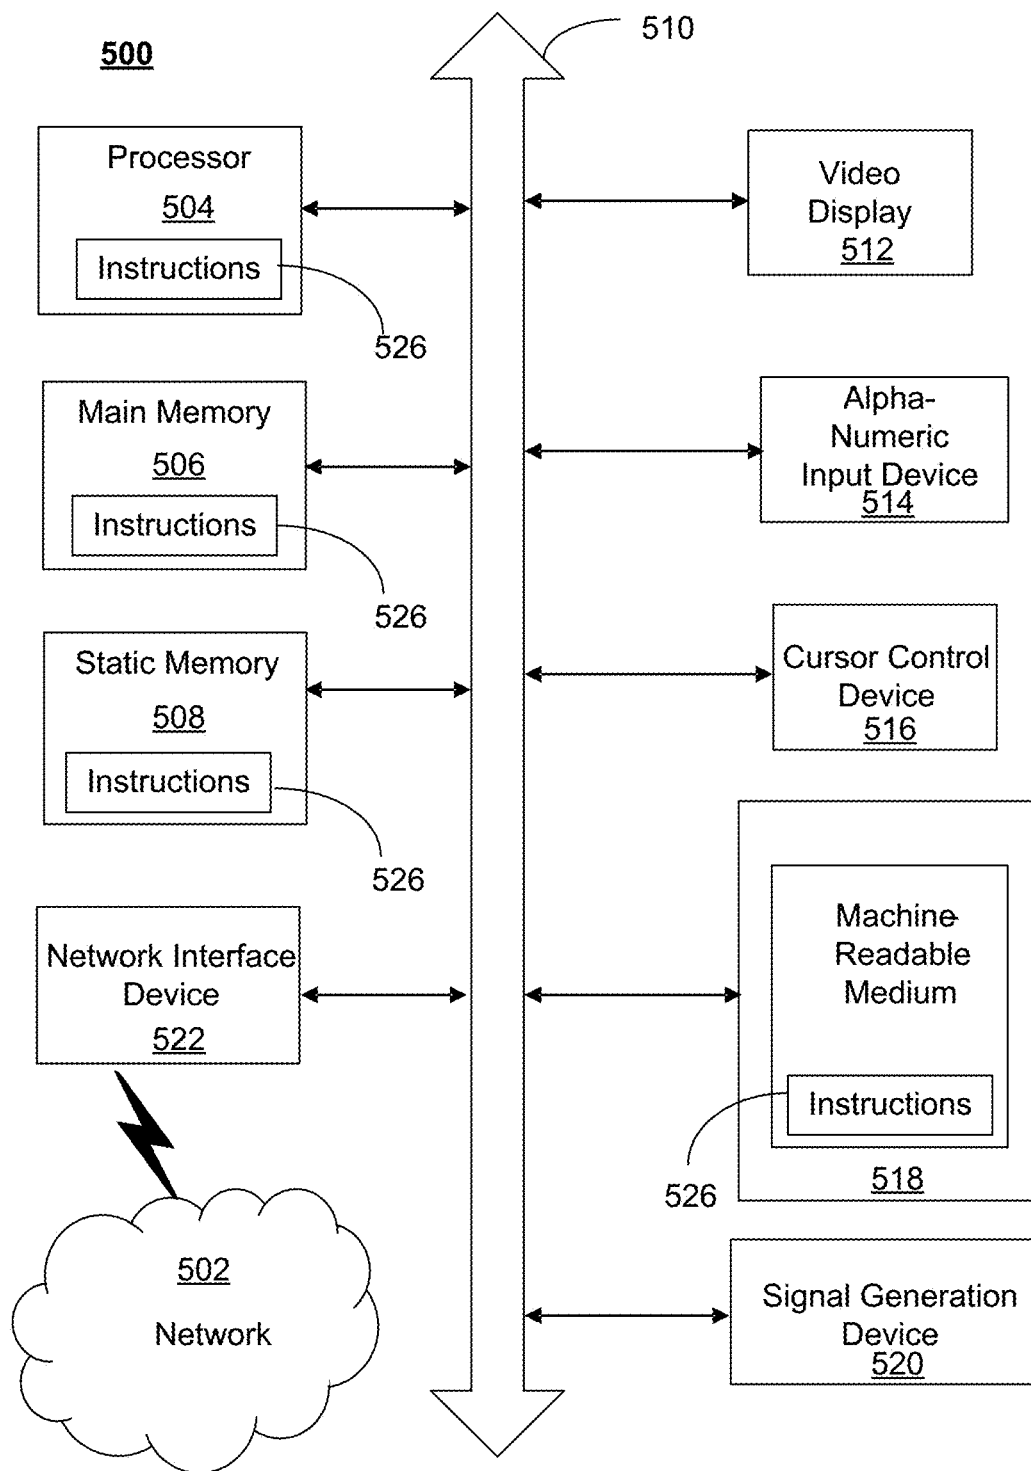 500
510
Processor
504
Instructions
526
Main Memory
506
Instructions
526
Static Memory
508
Instructions
526
Network Interface
Device
522
502
Network
Video
Display
512
Alpha-
Numeric
Input Device
514
Cursor Control
Device
516
Machine-
Readable
Medium
Instructions
526
518
Signal Generation
Device
520